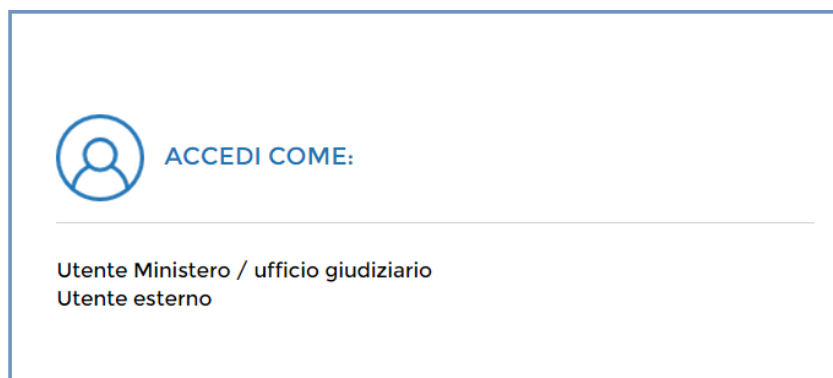 ACCEDI COME:
Utente Ministero / ufficio giudiziario
Utente esterno